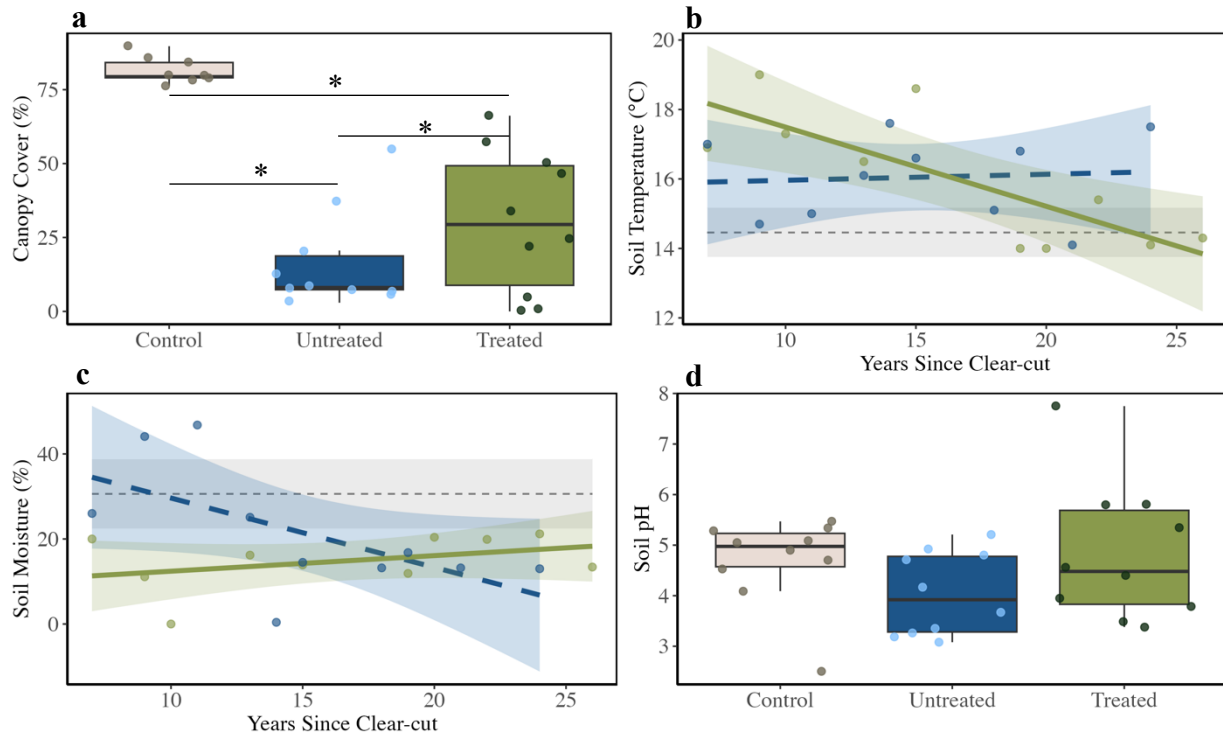 a
Canopy Cover (%)
75
50
25
0
*
*
*
Control Untreated Treated
b
Soil Temperature (°C)
20
18
16
14
12
10 15 20 25
Years Since Clear-cut
c
Soil Moisture (%)
40
20
0
10 15 20 25
Years Since Clear-cut
d
Soil pH
8
7
6
5
4
3
Control Untreated Treated